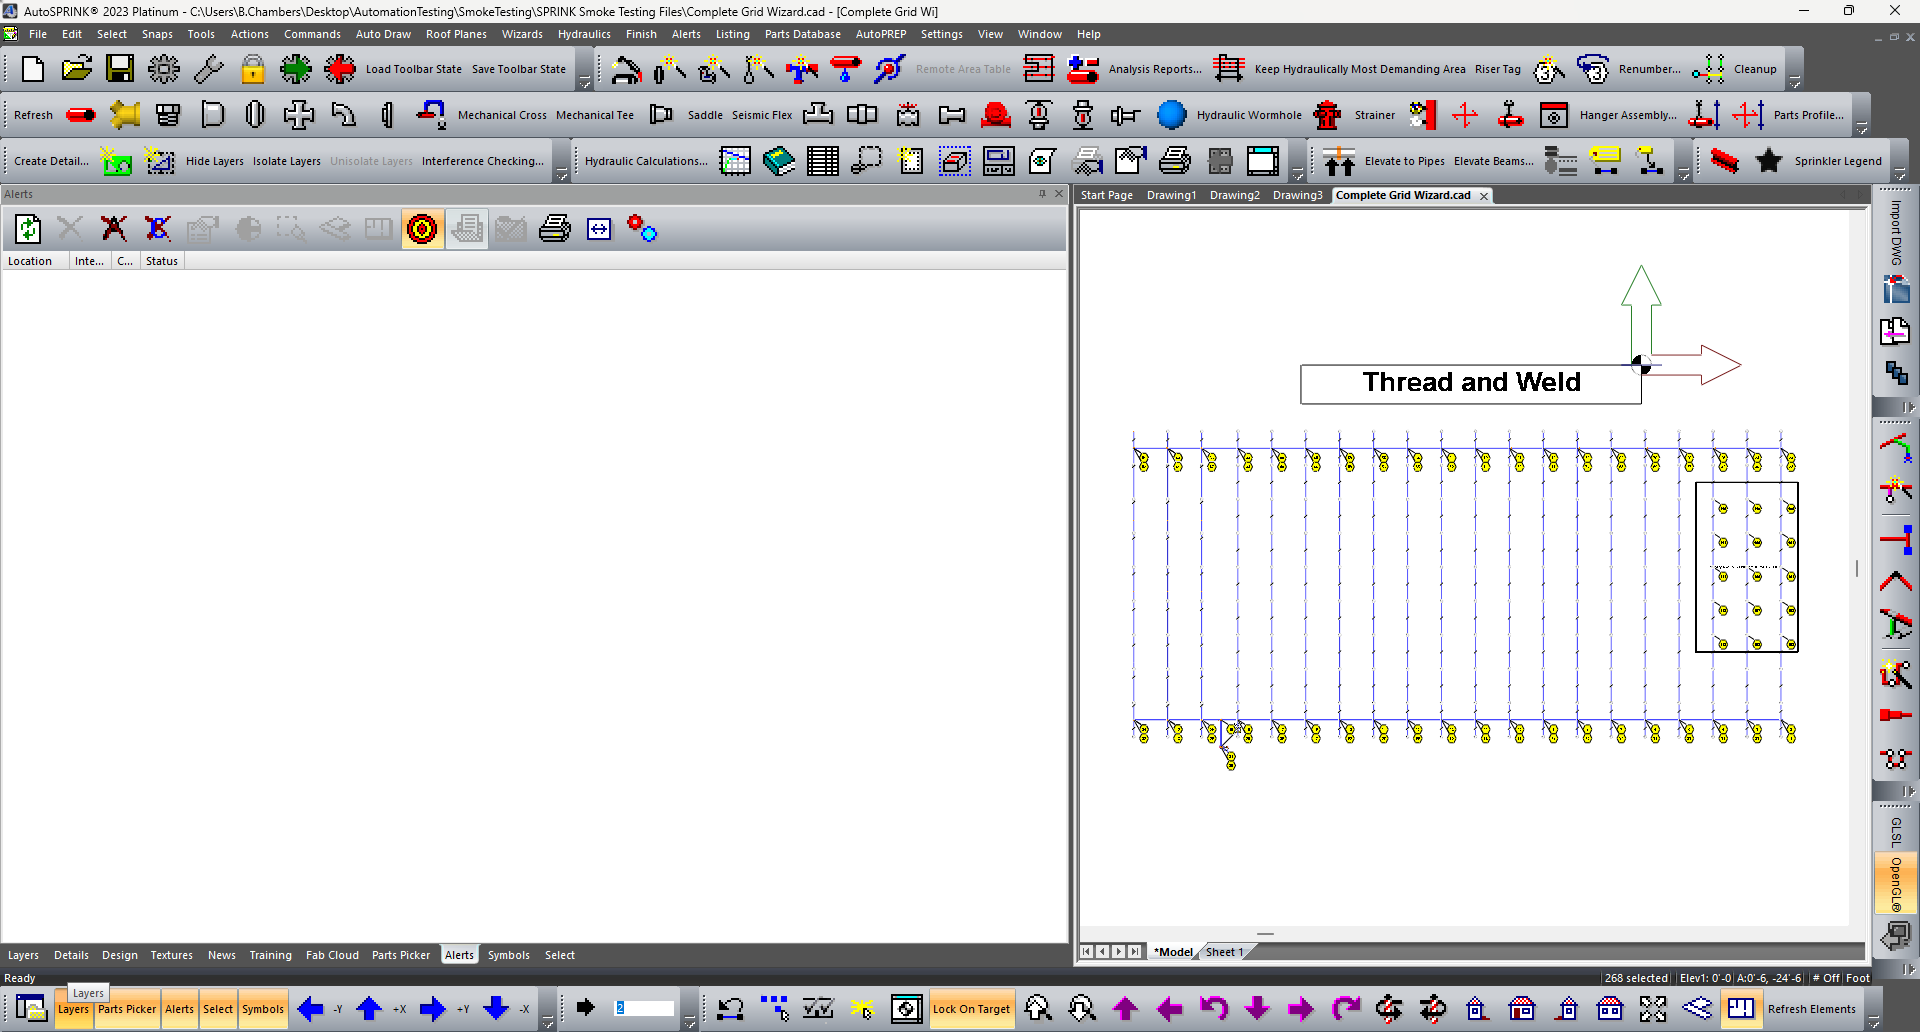 AutoSPRINK® 2023 Platinum - C:\Users\B.Chambers\Desktop\AutomationTesting\SmokeTesting\SPRINK Smoke Testing Files\Complete Grid Wizard.cad - [Complete Grid Wi]
File Edit Select Snaps Tools Actions Commands Auto Draw Roof Planes Wizards Hydraulics Finish Alerts Listing Parts Database AutoPREP Settings View Window Help
Load Toolbar State Save Toolbar State Remote Area Table Analysis Reports... Keep Hydraulically Most Demanding Area Riser Tag Renumber... Cleanup
Refresh Mechanical Cross Mechanical Tee Saddle Seismic Flex Hydraulic Wormhole Strainer Hanger Assembly... Parts Profile...
Create Detail... Hide Layers Isolate Layers Unisolate Layers Interference Checking... Hydraulic Calculations... Elevate to Pipes Elevate Beams... Sprinkler Legend
Alerts
Start Page Drawing1 Drawing2 Drawing3 Complete Grid Wizard.cad
Location Inte... C... Status
Import DWG
Thread and Weld
GLSL
OpenGL®
*Model Sheet 1
Layers Details Design Textures News Training Fab Cloud Parts Picker Alerts Symbols Select
Ready 268 selected Elev1: 0'-0 A:0'-6, -24'-6 # Off Foot
Layers
Layers Parts Picker Alerts Select Symbols -Y +X +Y -X 2 Lock On Target Refresh Elements